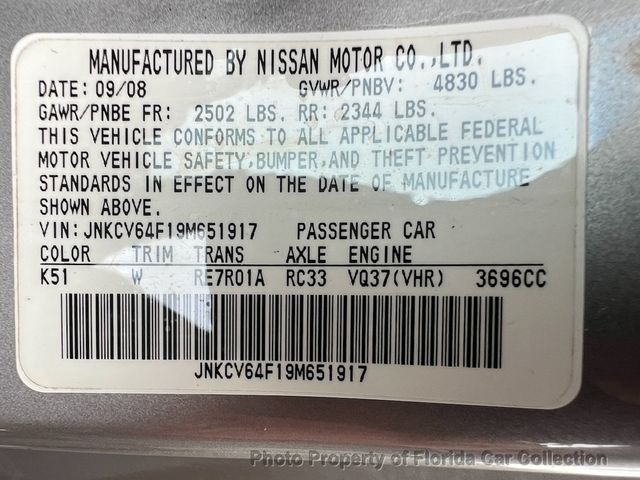 MANUFACTURED BY NISSAN MOTOR CO.,LTD.
DATE: 09/08 GVWR/PNBV: 4830 LBS.
GAWR/PNBE FR: 2502 LBS. RR: 2344 LBS.
THIS VEHICLE CONFORMS TO ALL APPLICABLE FEDERAL
MOTOR VEHICLE SAFETY,BUMPER,AND THEFT PREVENTION
STANDARDS IN EFFECT ON THE DATE OF MANUFACTURE
SHOWN ABOVE.
VIN:JNKCV64F19M651917 PASSENGER CAR
COLOR TRIM TRANS AXLE ENGINE
K51 W RE7R01A RC33 VQ37(VHR) 3696CC
JNKCV64F19M651917
Photo Property of Florida Car Collection